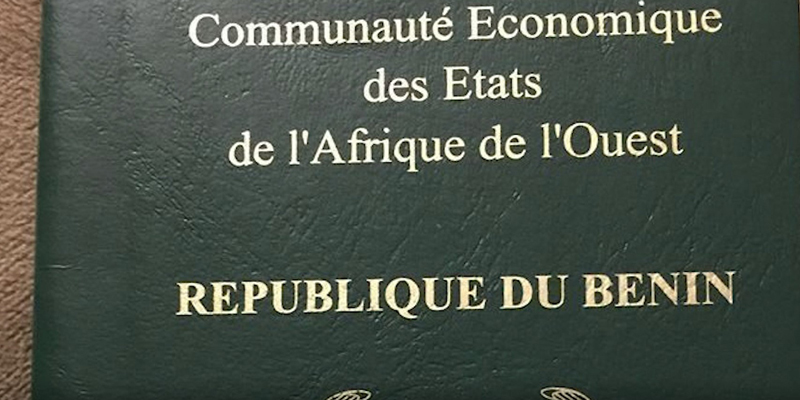 Communauté Economique
des Etats
de l'Afrique de l'Ouest
REPUBLIQUE DU BENIN